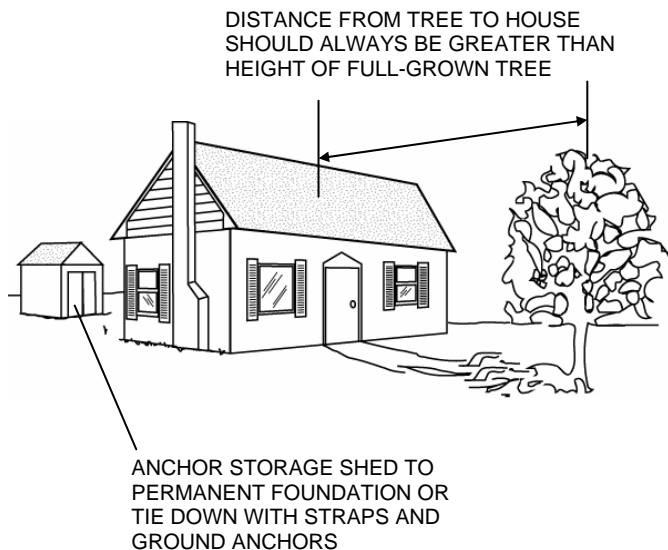 DISTANCE FROM TREE TO HOUSE
SHOULD ALWAYS BE GREATER THAN
HEIGHT OF FULL-GROWN TREE
ANCHOR STORAGE SHED TO
PERMANENT FOUNDATION OR
TIE DOWN WITH STRAPS AND
GROUND ANCHORS